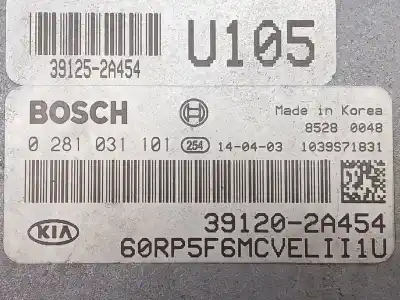 U105
39125-2A454
BOSCH
Made in Korea
8528 0048
0 281 031 101 254 14-04-03 1039S71831
39120-2A454
KIA
60RP5F6MCVELII1U